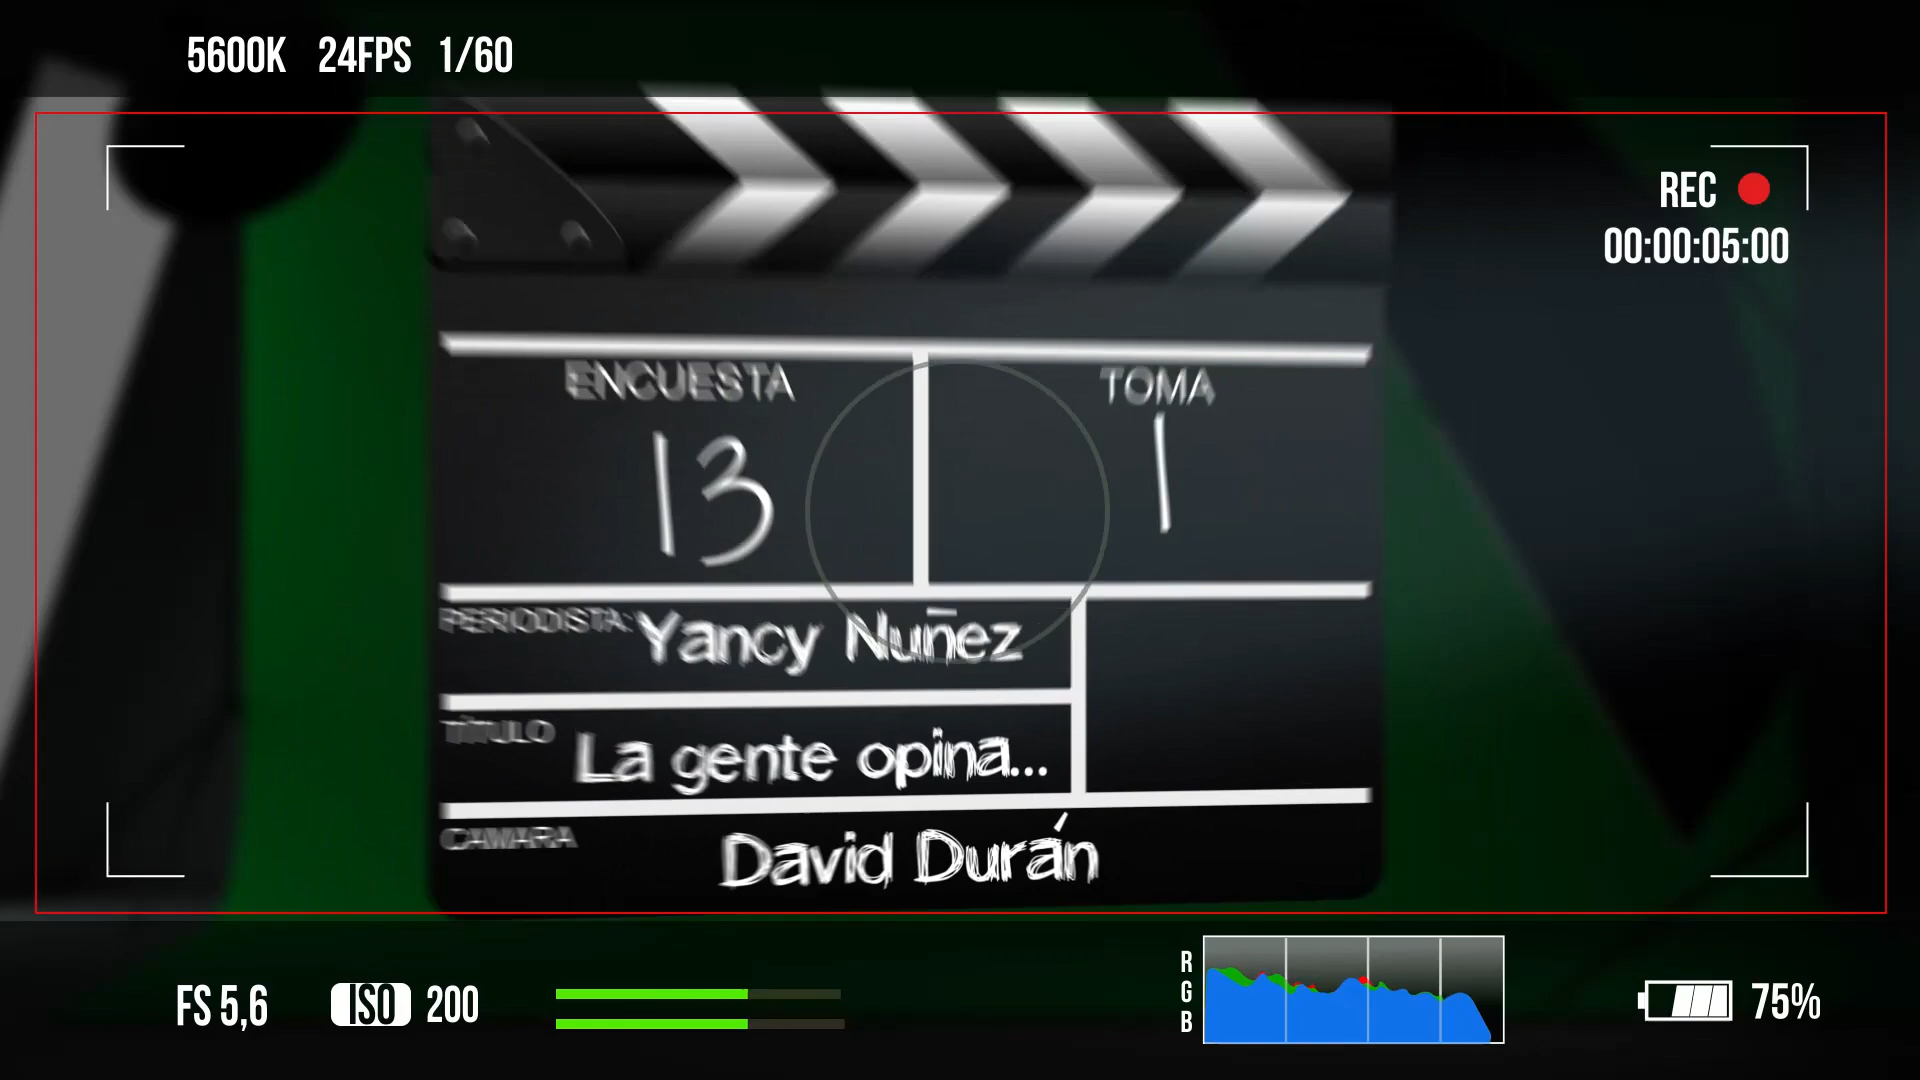 5600K 24FPS 1/60
REC
00:00:05:00
ENCUESTA
13
TOMA
1
PERIODISTA: Yancy Nuñez
TÍTULO
La gente opina...
CAMARA
David Durán
FS 5,6
ISO 200
R
G
B
75%